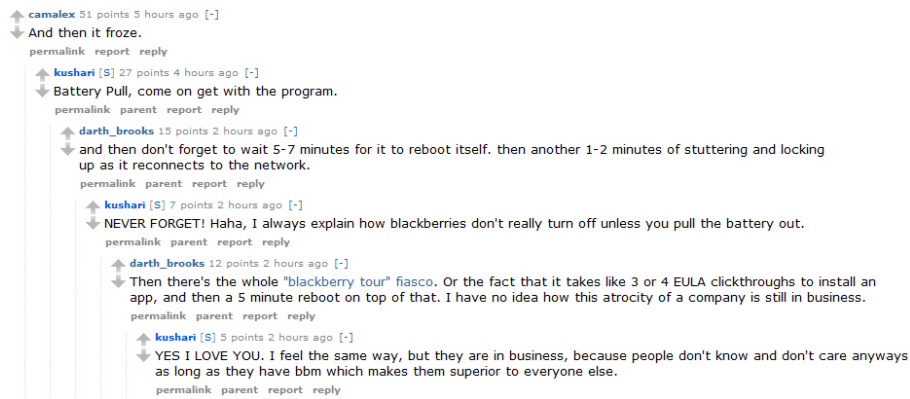 camalex 51 points 5 hours ago [-]
And then it froze.
permalink report reply
kushari [S] 27 points 4 hours ago [-]
Battery Pull, come on get with the program.
permalink parent report reply
darth_brooks 15 points 2 hours ago [-]
and then don't forget to wait 5-7 minutes for it to reboot itself. then another 1-2 minutes of stuttering and locking
up as it reconnects to the network.
permalink parent report reply
kushari [S] 7 points 2 hours ago [-]
NEVER FORGET! Haha, I always explain how blackberries don't really turn off unless you pull the battery out.
permalink parent report reply
darth_brooks 12 points 2 hours ago [-]
Then there's the whole "blackberry tour" fiasco. Or the fact that it takes like 3 or 4 EULA clickthroughs to install an
app, and then a 5 minute reboot on top of that. I have no idea how this atrocity of a company is still in business.
permalink parent report reply
kushari [S] 5 points 2 hours ago [-]
YES I LOVE YOU. I feel the same way, but they are in business, because people don't know and don't care anyways
as long as they have bbm which makes them superior to everyone else.
permalink parent report reply